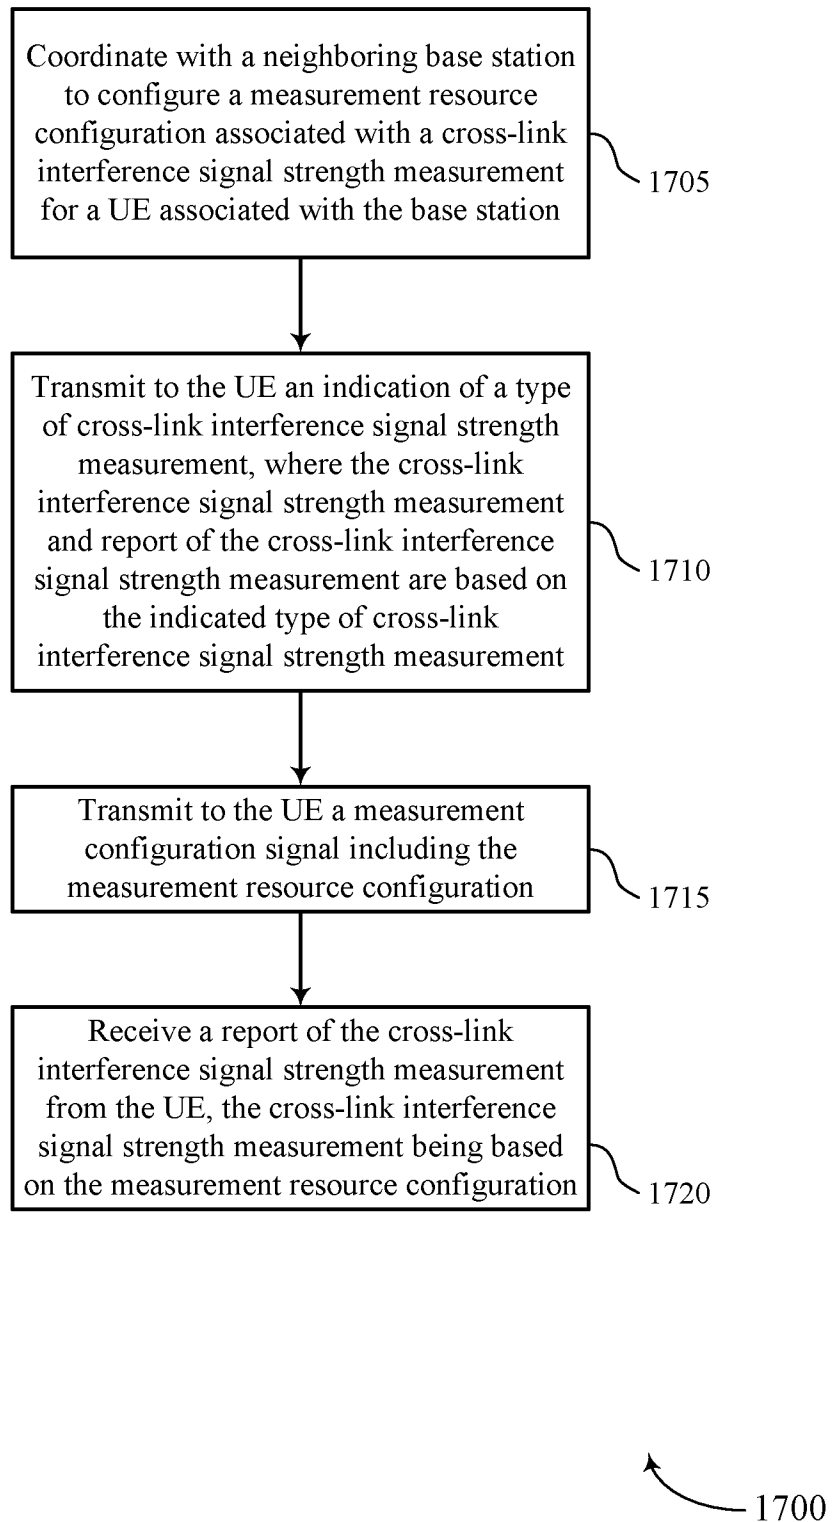 Coordinate with a neighboring base station
to configure a measurement resource
configuration associated with a cross-link
interference signal strength measurement
for a UE associated with the base station
1705
Transmit to the UE an indication of a type
of cross-link interference signal strength
measurement, where the cross-link
interference signal strength measurement
and report of the cross-link interference
signal strength measurement are based on
the indicated type of cross-link
interference signal strength measurement
1710
Transmit to the UE a measurement
configuration signal including the
measurement resource configuration
1715
Receive a report of the cross-link
interference signal strength measurement
from the UE, the cross-link interference
signal strength measurement being based
on the measurement resource configuration
1720
1700